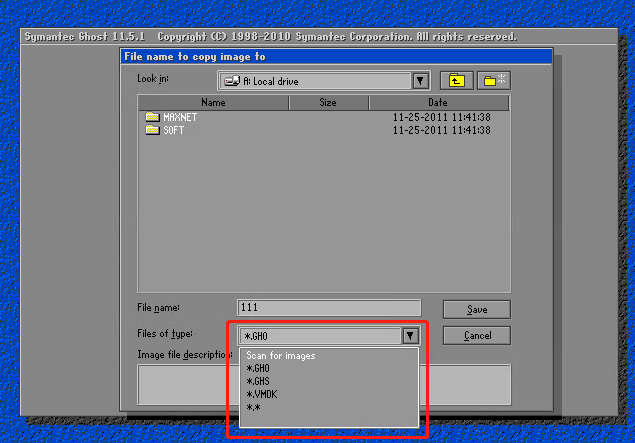 Symantec Ghost 11.5.1 Copyright (C) 1998-2010 Symantec Corporation. All rights reserved.
File name to copy image to
Look in: A: Local drive
Name Size Date
MAXNET 11-25-2011 11:41:38
SOFT 11-25-2011 11:41:38
File name: 111 Save
Files of type: *.GHO Cancel
Image file description: Scan for images
*.GHO
*.GHS
*.VMDK
*.*